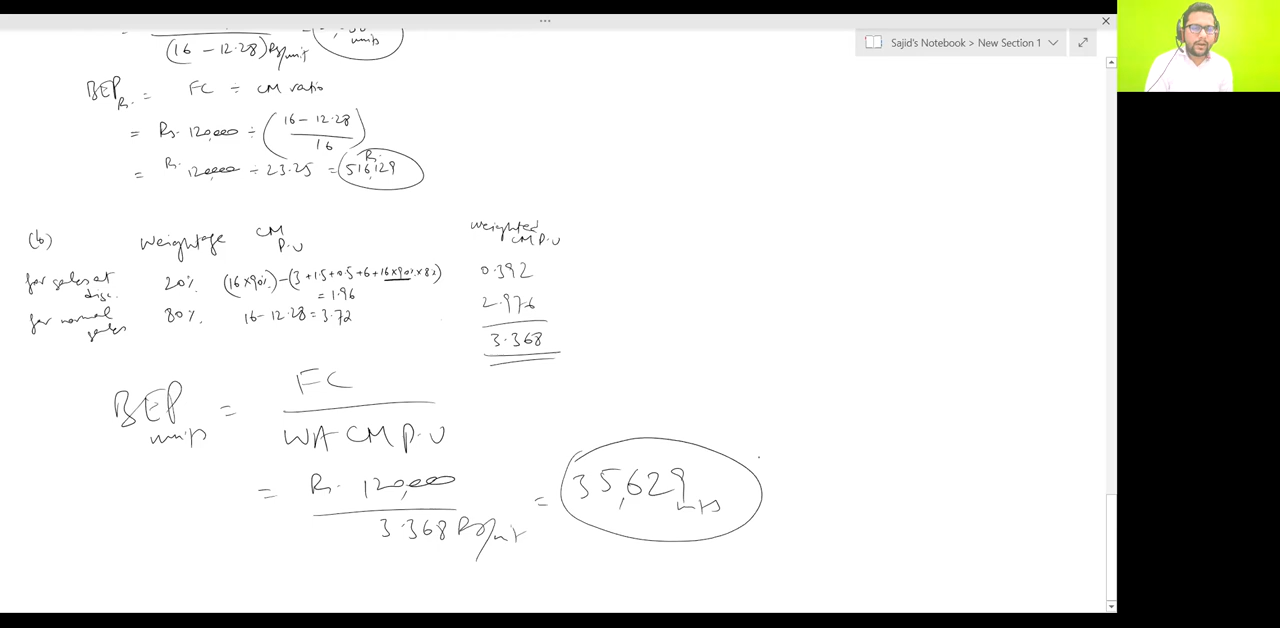 Sajid's Notebook > New Section 1
= (16 - 12.28) Rs/unit units
BEP Rs. = FC ÷ CM ratio
= Rs. 120,000 ÷ (16 - 12.28 / 16)
= Rs. 120,000 ÷ 23.25 = Rs. 516,129
(b) Weightage CM P.U Weighted CM P.U
for sales at disc. 20% (16 x 90%) - (3 + 1.5 + 0.5 + 6 + 16 x 90% x 8%) = 1.96 0.392
for normal sales 80% 16 - 12.28 = 3.72 2.976
3.368
BEP units = FC / WA CM P.U
= Rs. 120,000 / 3.368 Rs/unit = 35,629 units